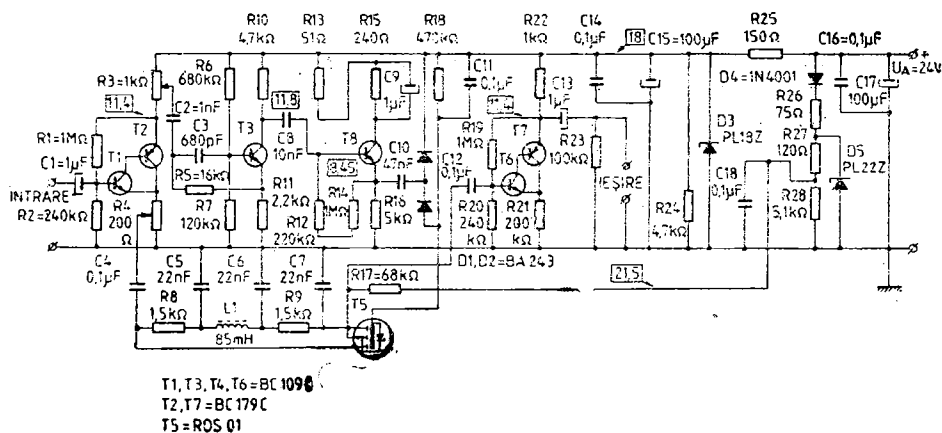 R10
4,7kΩ
R13
51Ω
R15
240Ω
R18
470kΩ
R22
1kΩ
C14
0,1µF
18
C15=100µF
R25
150Ω
C16=0,1µF
R3=1kΩ
R6
680kΩ
C9
1µF
C11
0,1µF
C13
1µF
D4=1N4001
UA=24V
C17
100µF
11,4
T2
C2=1nF
11,8
R26
75Ω
R1=1MΩ
C3
680pF
T3
C8
10nF
T8
R19
1MΩ
T7
D3
PL18Z
R27
120Ω
D5
PL22Z
C1=1µF
T1
8,45
C10
47nF
C12
0,1µF
T6
R23
100kΩ
INTRARE
R5=16kΩ
R14
1MΩ
IEŞIRE
C18
0,1µF
R2=240kΩ
R4
200
Ω
R7
120kΩ
R11
2,2kΩ
R12
220kΩ
R16
5kΩ
R20
240
kΩ
R21
200
kΩ
R24
4,7kΩ
R28
5,1kΩ
D1,D2=BA243
C4
0,1µF
C5
22nF
C6
22nF
C7
22nF
R17=68kΩ
21,5
R8
1,5kΩ
L1
85mH
R9
1,5kΩ
T5
T1,T3,T4,T6=BC109
T2,T7=BC179C
T5=ROS 01